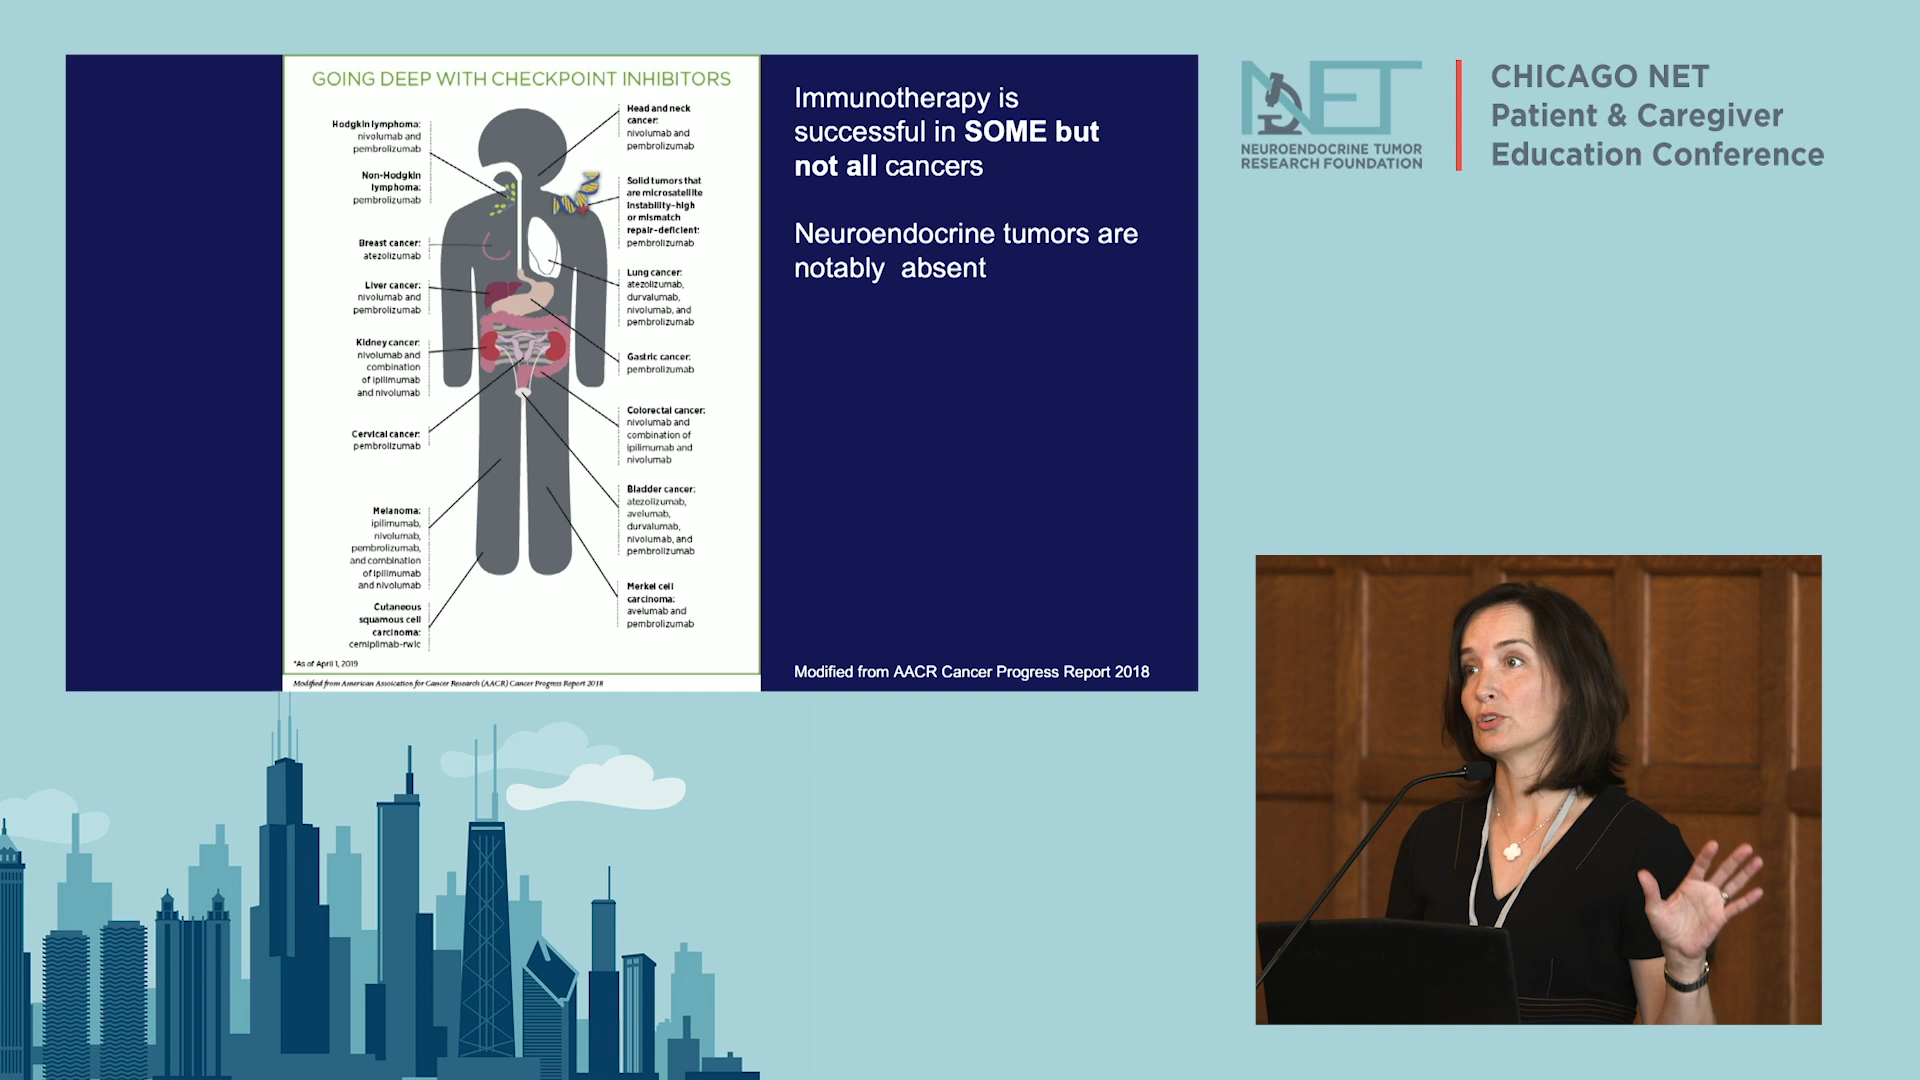 GOING DEEP WITH CHECKPOINT INHIBITORS
Hodgkin lymphoma:
nivolumab and
pembrolizumab
Non-Hodgkin
lymphoma:
pembrolizumab
Breast cancer:
atezolizumab
Liver cancer:
nivolumab and
pembrolizumab
Kidney cancer:
nivolumab and
combination
of ipilimumab
and nivolumab
Cervical cancer:
pembrolizumab
Melanoma:
ipilimumab,
nivolumab,
pembrolizumab,
and combination
of ipilimumab
and nivolumab
Cutaneous
squamous cell
carcinoma:
cemiplimab-rwlc
Head and neck
cancer:
nivolumab and
pembrolizumab
Solid tumors that
are microsatellite
instability-high
or mismatch
repair-deficient:
pembrolizumab
Lung cancer:
atezolizumab,
durvalumab,
nivolumab, and
pembrolizumab
Gastric cancer:
pembrolizumab
Colorectal cancer:
nivolumab and
combination of
ipilimumab and
nivolumab
Bladder cancer:
atezolizumab,
avelumab,
durvalumab,
nivolumab, and
pembrolizumab
Merkel cell
carcinoma:
avelumab and
pembrolizumab
*As of April 1, 2019
Modified from American Assoication for Cancer Research (AACR) Cancer Progress Report 2018
Immunotherapy is
successful in SOME but
not all cancers
Neuroendocrine tumors are
notably absent
Modified from AACR Cancer Progress Report 2018
NET
NEUROENDOCRINE TUMOR
RESEARCH FOUNDATION
CHICAGO NET
Patient & Caregiver
Education Conference